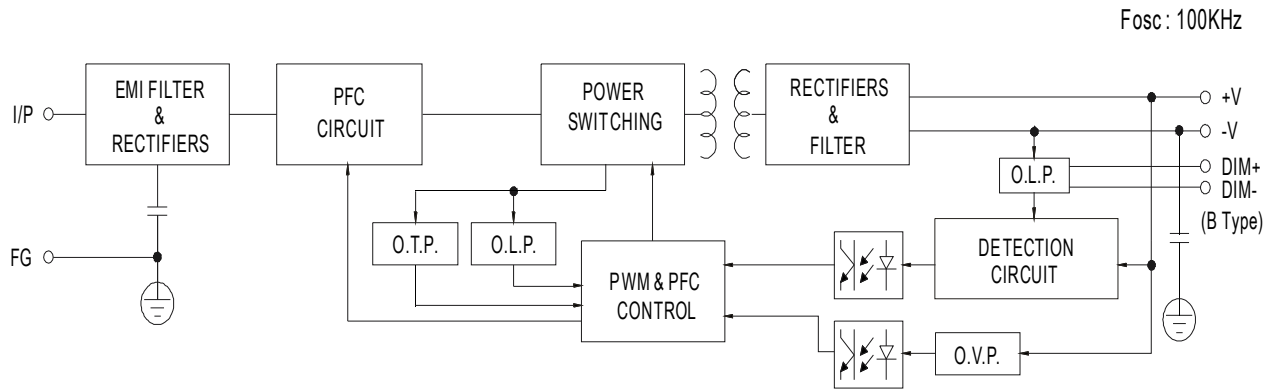 Fosc : 100KHz
I/P
EMI FILTER
&
RECTIFIERS
PFC
CIRCUIT
POWER
SWITCHING
RECTIFIERS
&
FILTER
+V
-V
DIM+
DIM-
(B Type)
O.L.P.
FG
O.T.P.
O.L.P.
PWM & PFC
CONTROL
DETECTION
CIRCUIT
O.V.P.